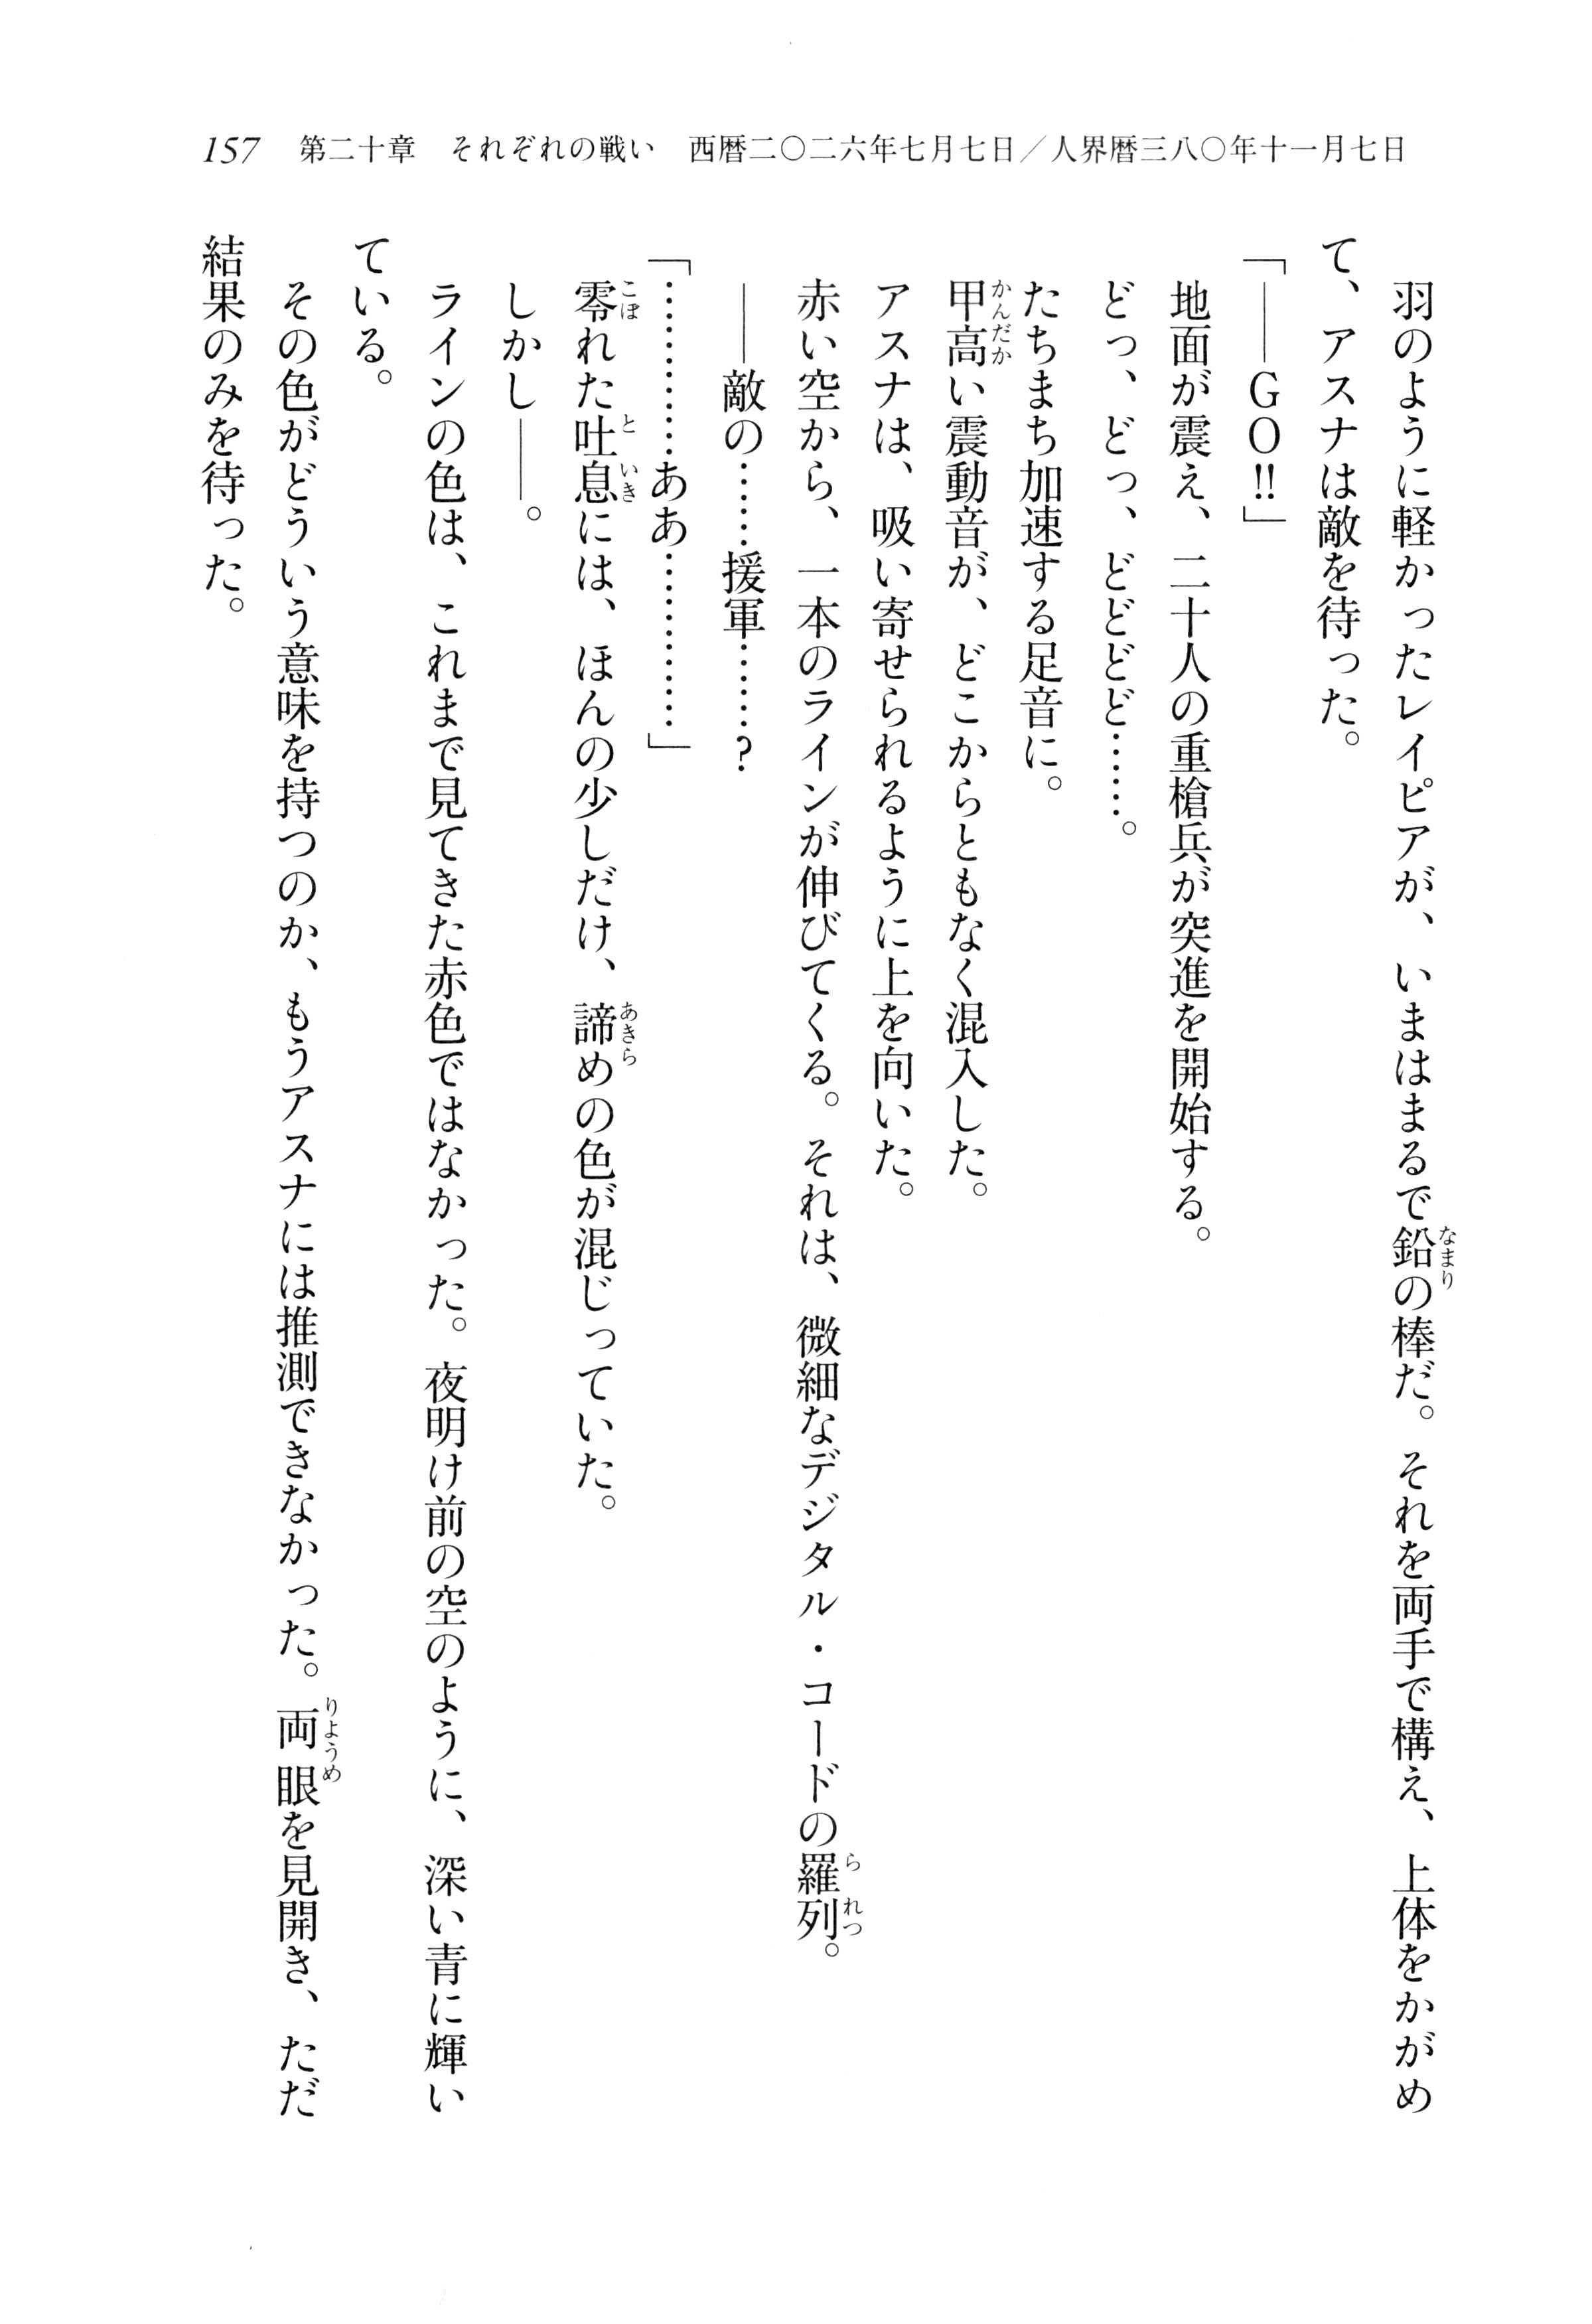 157　第二十章　それぞれの戦い　西暦二〇二六年七月七日／人界暦三八〇年十一月七日
　羽のように軽かったレイピアが、いまはまるで鉛の棒だ。それを両手で構え、上体をかがめ
て、アスナは敵を待った。
「――ＧＯ!!」
　地面が震え、二十人の重槍兵が突進を開始する。
　どっ、どっ、どどどど……。
　たちまち加速する足音に。
　甲高い震動音が、どこからともなく混入した。
　アスナは、吸い寄せられるように上を向いた。
　赤い空から、一本のラインが伸びてくる。それは、微細なデジタル・コードの羅列。
　――敵の……援軍……？
「…………ああ…………」
　零れた吐息には、ほんの少しだけ、諦めの色が混じっていた。
　しかし――。
　ラインの色は、これまで見てきた赤色ではなかった。夜明け前の空のように、深い青に輝い
ている。
　その色がどういう意味を持つのか、もうアスナには推測できなかった。両眼を見開き、ただ
結果のみを待った。